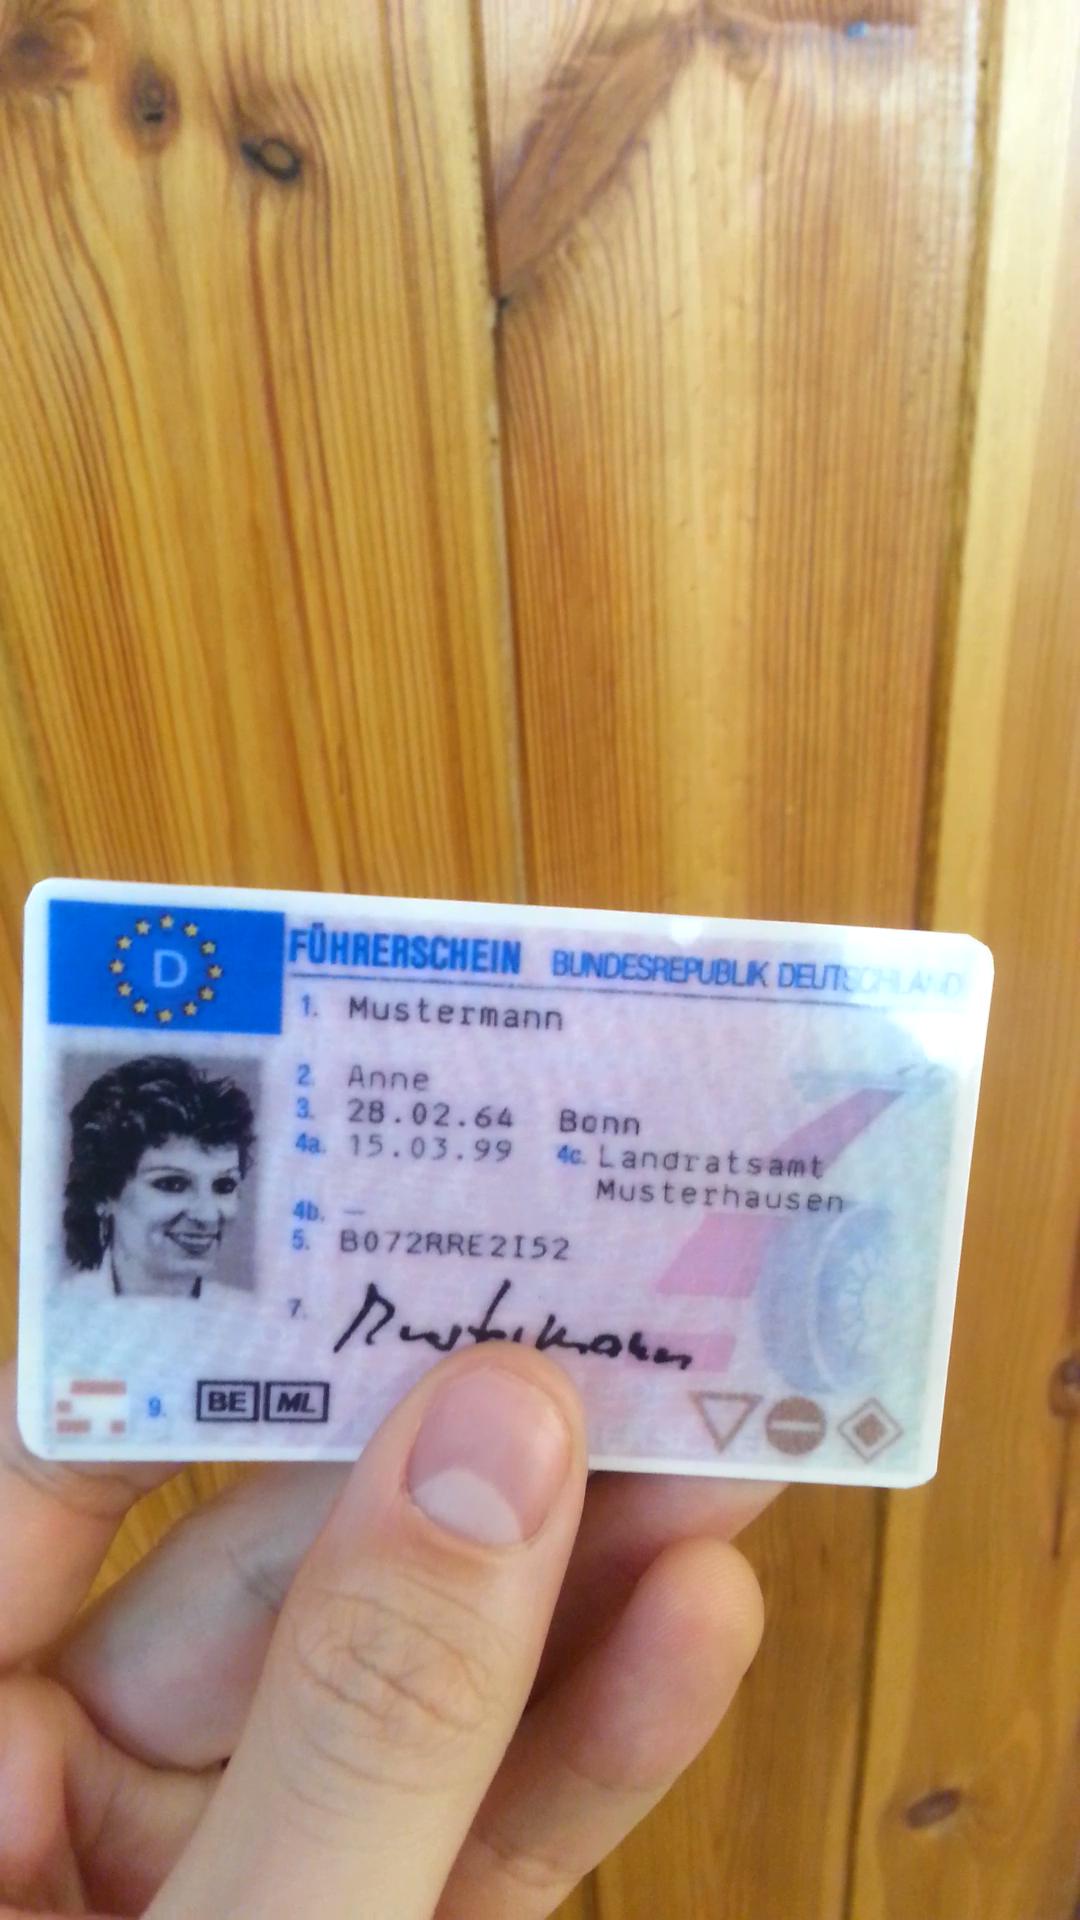 D
FÜHRERSCHEIN BUNDESREPUBLIK DEUTSCHLAND
1. Mustermann
2. Anne
3. 28.02.64 Bonn
4a. 15.03.99 4c. Landratsamt
Musterhausen
4b. —
5. B072RRE2I52
7. Mustermann
9. BE ML